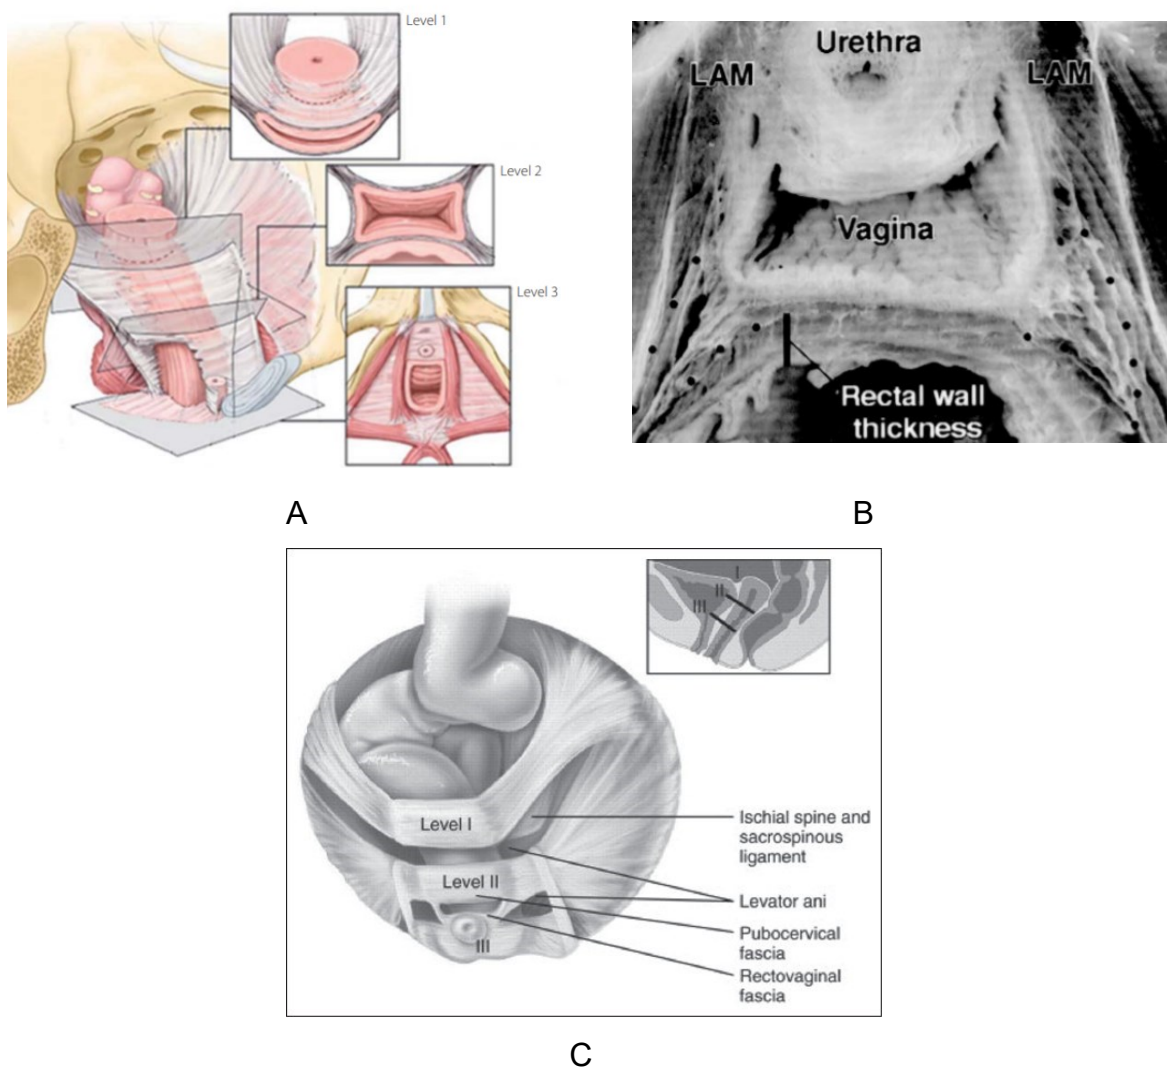 Level 1
Level 2
Level 3
A
Urethra
LAM
LAM
Vagina
Rectal wall
thickness
B
I
II
III
Level I
Level II
III
Ischial spine and
sacrospinous
ligament
Levator ani
Pubocervical
fascia
Rectovaginal
fascia
C